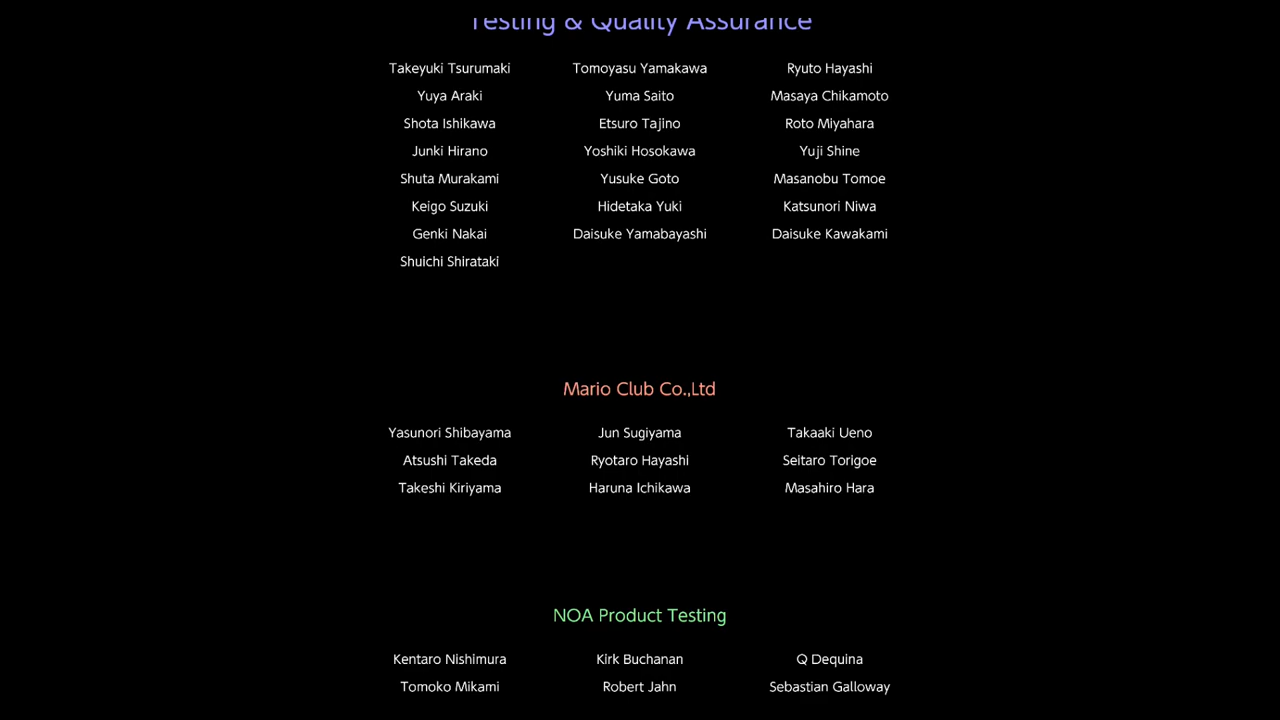 Testing & Quality Assurance
Takeyuki Tsurumaki Tomoyasu Yamakawa Ryuto Hayashi
Yuya Araki Yuma Saito Masaya Chikamoto
Shota Ishikawa Etsuro Tajino Roto Miyahara
Junki Hirano Yoshiki Hosokawa Yuji Shine
Shuta Murakami Yusuke Goto Masanobu Tomoe
Keigo Suzuki Hidetaka Yuki Katsunori Niwa
Genki Nakai Daisuke Yamabayashi Daisuke Kawakami
Shuichi Shirataki
Mario Club Co.,Ltd
Yasunori Shibayama Jun Sugiyama Takaaki Ueno
Atsushi Takeda Ryotaro Hayashi Seitaro Torigoe
Takeshi Kiriyama Haruna Ichikawa Masahiro Hara
NOA Product Testing
Kentaro Nishimura Kirk Buchanan Q Dequina
Tomoko Mikami Robert Jahn Sebastian Galloway